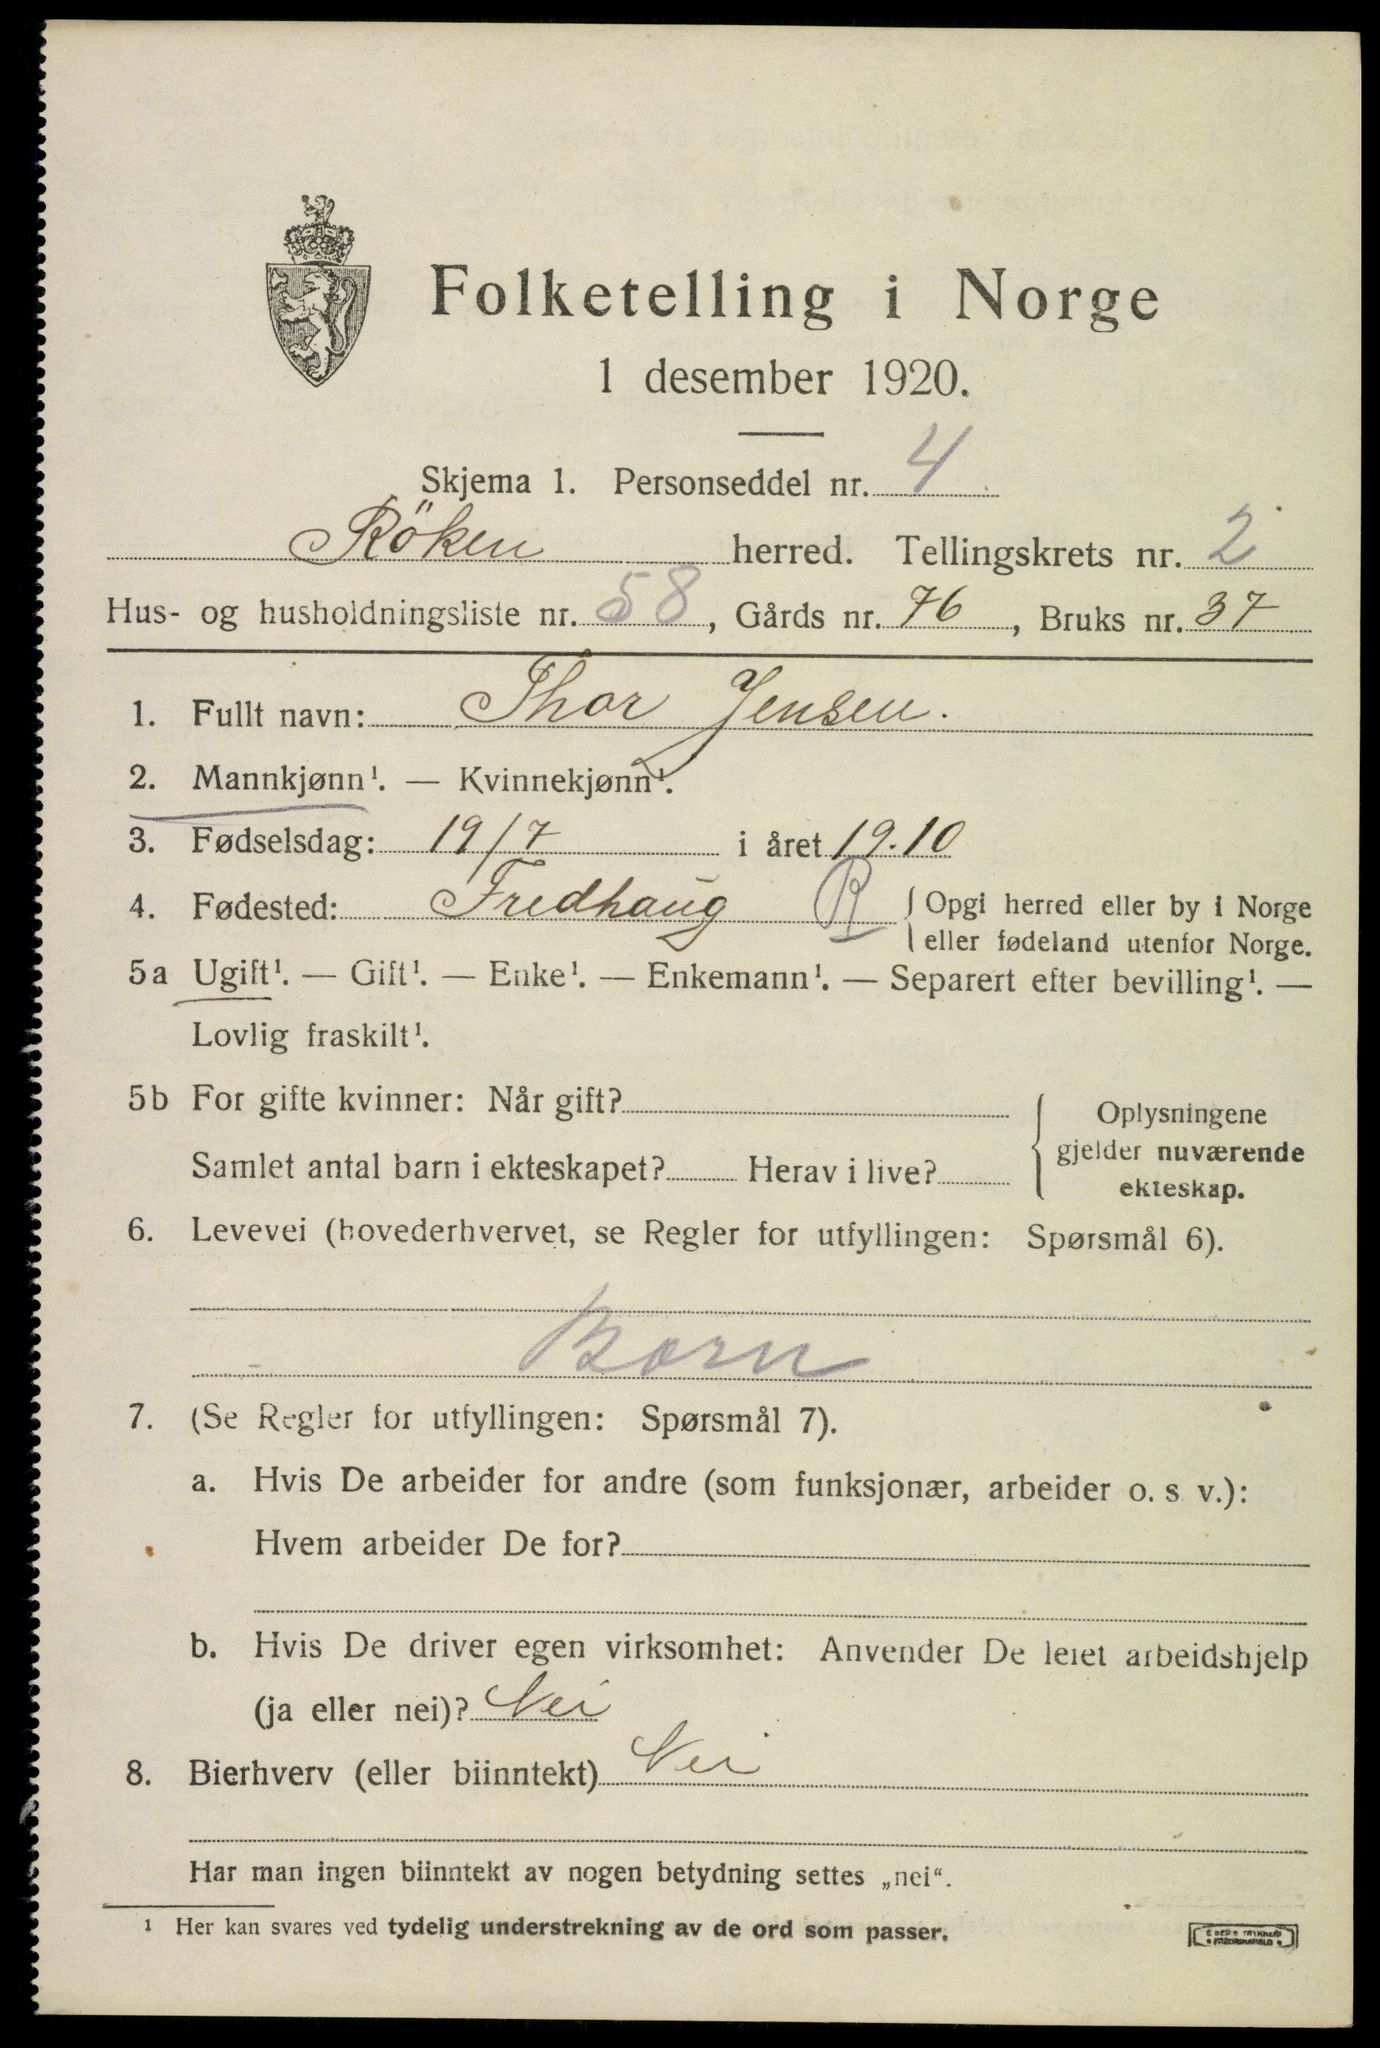 Folketelling i Norge
1 desember 1920.
Skjema 1. Personseddel nr. 4
Röken herred. Tellingskrets nr. 2
Hus- og husholdningsliste nr. 58, Gårds nr. 76, Bruks nr. 37
1. Fullt navn: Thor Jensen.
2. Mannkjønn¹. — Kvinnekjønn¹.
3. Fødselsdag: 19/7 i året 19.10
4. Fødested: Fredhaug R Opgi herred eller by i Norge
eller fødeland utenfor Norge.
5a Ugift¹. — Gift¹. — Enke¹. — Enkemann¹. — Separert efter bevilling¹. —
Lovlig fraskilt¹.
5b For gifte kvinner: Når gift?
Samlet antal barn i ekteskapet? Herav i live?
Oplysningene
gjelder nuværende
ekteskap.
6. Levevei (hovederhvervet, se Regler for utfyllingen: Spørsmål 6).
Barn
7. (Se Regler for utfyllingen: Spørsmål 7).
a. Hvis De arbeider for andre (som funksjonær, arbeider o. s v.):
Hvem arbeider De for?
b. Hvis De driver egen virksomhet: Anvender De leiet arbeidshjelp
(ja eller nei)? Nei
8. Bierhverv (eller biinntekt) Nei
Har man ingen biinntekt av nogen betydning settes „nei“.
¹ Her kan svares ved tydelig understrekning av de ord som passer.